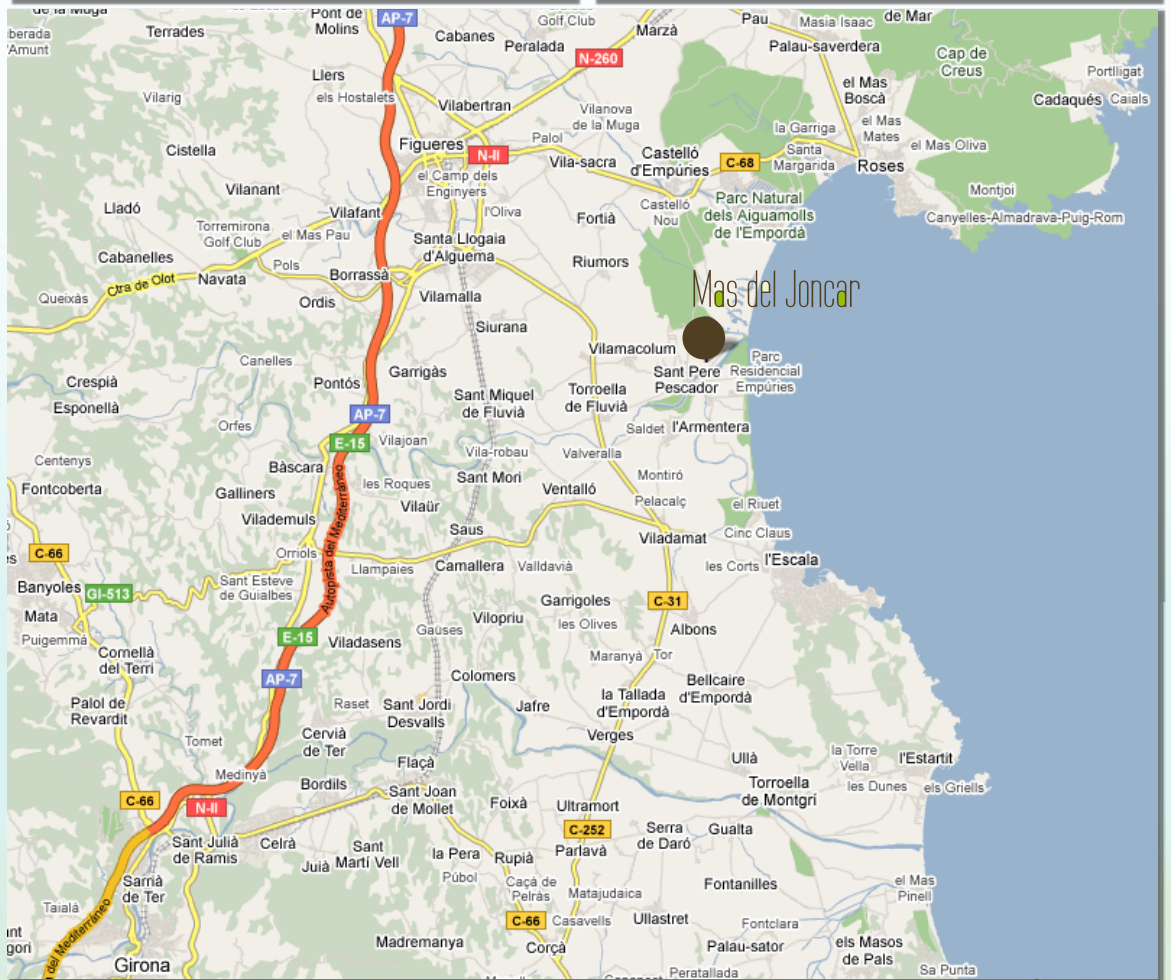 de la Muga
Pont de
Molins
AP-7
Golf Club
Marzà
Pau
Masia Isaac
de Mar
Terrades
Cabanes
Peralada
Palau-saverdera
'Amunt
N-260
Cap de
Creus
Portlligat
Llers
els Hostalets
el Mas
Boscà
Vilarig
Vilabertran
Vilanova
de la Muga
Cadaqués
Caials
la Garriga
el Mas
Mates
Cistella
Figueres
N-II
Palol
Vila-sacra
Castelló
d'Empúries
C-68
Santa
Margarida
Roses
el Mas Oliva
el Camp dels
Enginyers
Vilanant
Montjoi
Lladó
Vilafant
l'Oliva
Fortià
Castelló
Nou
Parc Natural
dels Aiguamolls
de l'Empordà
Canyelles-Almadrava-Puig-Rom
Torremirona
Golf Club
el Mas Pau
Santa Llogaia
d'Alguema
Cabanelles
Pols
Riumors
Navata
Borrassà
Ctra de Olot
Mas del Joncar
Queixàs
Ordis
Vilamalla
Siurana
Vilamacolum
Canelles
Parc
Residencial
Empúries
Crespià
Pontós
Garrigàs
Sant Pere
Pescador
Esponellà
Sant Miquel
de Fluvià
Torroella
de Fluvià
AP-7
Orfes
E-15
Vilajoan
Saldet
l'Armentera
Centenys
Bàscara
Vila-robau
Valveralla
Fontcoberta
Galliners
les Roques
Sant Mori
Montiró
Ventalló
Pelacalç
Vilaür
el Riuet
Vilademuls
Saus
Viladamat
Cinc Claus
C-66
Orriols
Autopista del Mediterráneo
Llampaies
Camallera
Valldavià
les Corts
l'Escala
Banyoles
GI-513
Sant Esteve
de Guialbes
Mata
Garrigoles
C-31
Puigemmà
Vilopriu
les Olives
Albons
E-15
Viladasens
Gaüses
Cornellà
del Terri
Maranyà
Tor
AP-7
Colomers
Bellcaire
d'Empordà
Palol de
Revardit
Raset
Sant Jordi
Desvalls
Jafre
la Tallada
d'Empordà
Tomet
Cervià
de Ter
Verges
Medinyà
Flaçà
Ullà
la Torre
Vella
l'Estartit
Bordils
Torroella
de Montgrí
les Dunes
els Griells
C-66
N-II
Sant Joan
de Mollet
Foixà
Ultramort
Sant Julià
de Ramis
Celrà
C-252
Serra
de Daró
Gualta
Juià
Sant
Martí Vell
la Pera
Rupià
Parlavà
Púbol
Sarrià
de Ter
Caçà de
Pelràs
Matajudaica
Fontanilles
el Mas
Pinell
Taialà
C-66
Casavells
Ullastret
Fontclara
del Mediterráneo
Madremanya
Corçà
Palau-sator
els Masos
de Pals
Girona
Peratallada
Sa Punta